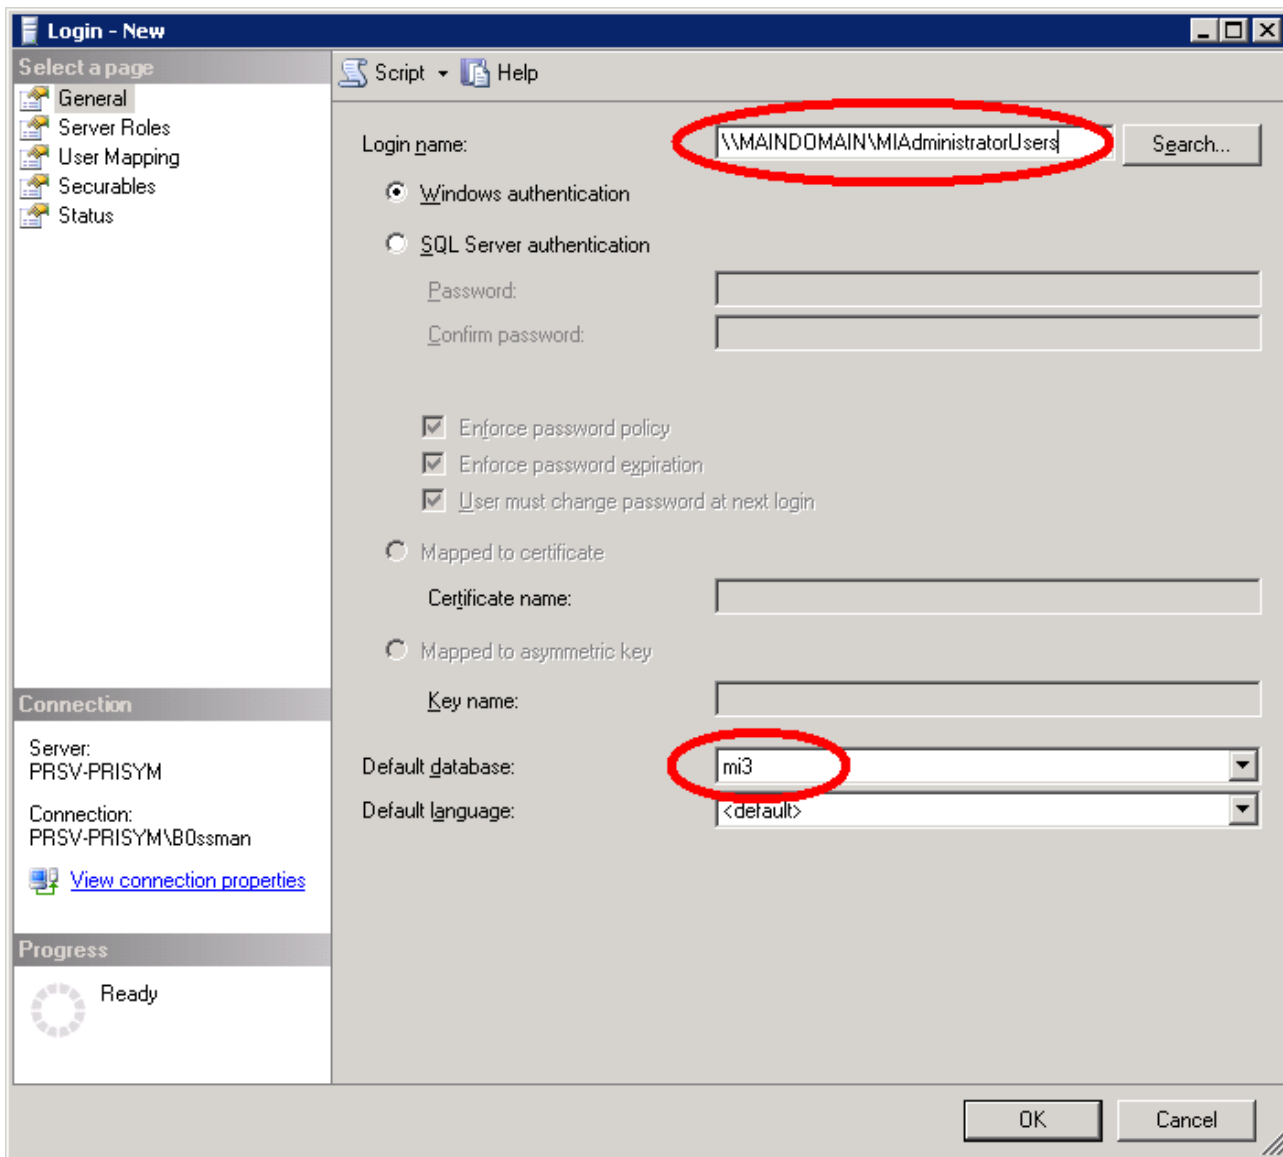 Login - New
Select a page
General
Server Roles
User Mapping
Securables
Status
Script
Help
Login name:
\\MAINDOMAIN\MIAdministratorUsers
Search...
Windows authentication
SQL Server authentication
Password:
Confirm password:
Enforce password policy
Enforce password expiration
User must change password at next login
Mapped to certificate
Certificate name:
Mapped to asymmetric key
Key name:
Default database:
mi3
Default language:
<default>
Connection
Server:
PRSV-PRISYM
Connection:
PRSV-PRISYM\B0ssman
View connection properties
Progress
Ready
OK
Cancel